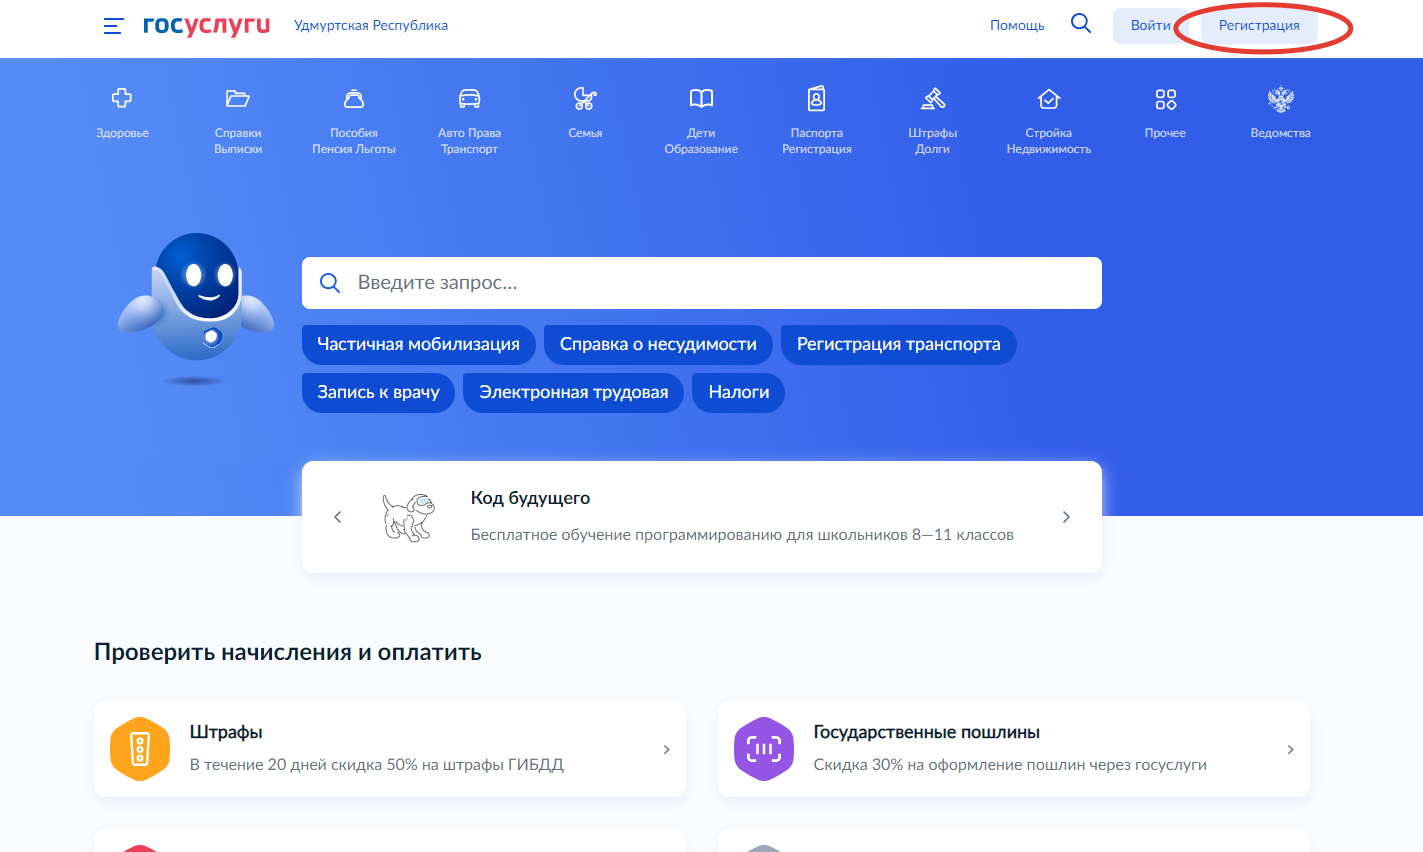 госуслуги Удмуртская Республика Помощь Войти Регистрация
Здоровье Справки Пособия Авто Права Семья Дети Паспорта Штрафы Стройка Прочее Ведомства
Выписки Пенсия Льготы Транспорт Образование Регистрация Долги Недвижимость
Введите запрос...
Частичная мобилизация Справка о несудимости Регистрация транспорта
Запись к врачу Электронная трудовая Налоги
Код будущего
Бесплатное обучение программированию для школьников 8—11 классов
Проверить начисления и оплатить
Штрафы
В течение 20 дней скидка 50% на штрафы ГИБДД
Государственные пошлины
Скидка 30% на оформление пошлин через госуслуги